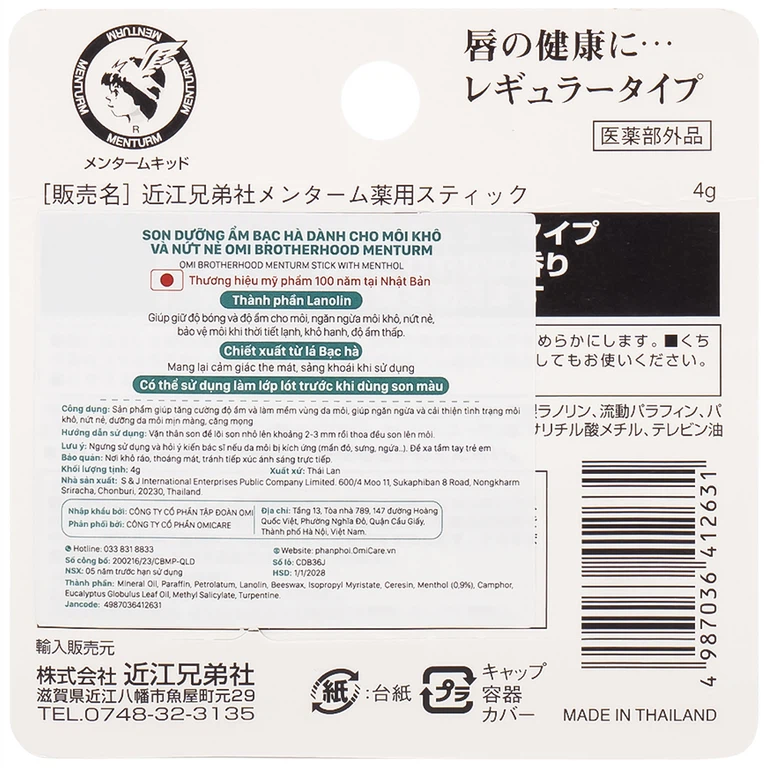 MENTURM
MENTURM
MENTURM
MENTURM
R
メンタームキッド
唇の健康に…
レギュラータイプ
医薬部外品
[販売名] 近江兄弟社メンターム薬用スティック
4g
SON DƯỠNG ẨM BẠC HÀ DÀNH CHO MÔI KHÔ
VÀ NỨT NẺ OMI BROTHERHOOD MENTURM
OMI BROTHERHOOD MENTURM STICK WITH MENTHOL
Thương hiệu mỹ phẩm 100 năm tại Nhật Bản
Thành phần Lanolin
Giúp giữ độ bóng và độ ẩm cho môi, ngăn ngừa môi khô, nứt nẻ,
bảo vệ môi khi thời tiết lạnh, khô hanh, độ ẩm thấp.
Chiết xuất từ lá Bạc hà
Mang lại cảm giác the mát, sảng khoái khi sử dụng
Có thể sử dụng làm lớp lót trước khi dùng son màu
イプ
香り
めらかにします。■くち
してもお使いください。
ラノリン、流動パラフィン、パ
サリチル酸メチル、テレビン油
Công dụng: Sản phẩm giúp tăng cường độ ẩm và làm mềm vùng da môi, giúp ngăn ngừa và cải thiện tình trạng môi
khô, nứt nẻ, dưỡng da môi mịn màng, căng mọng
Hướng dẫn sử dụng: Vặn thân son để lõi son nhô lên khoảng 2-3 mm rồi thoa đều son lên môi.
Lưu ý: Ngưng sử dụng và hỏi ý kiến bác sĩ nếu da môi bị kích ứng (mẩn đỏ, sưng, ngứa..). Để xa tầm tay trẻ em
Bảo quản: Nơi khô ráo, thoáng mát, tránh tiếp xúc ánh sáng trực tiếp.
Khối lượng tịnh: 4g Xuất xứ: Thái Lan
Nhà sản xuất: S & J International Enterprises Public Company Limited. 600/4 Moo 11, Sukaphiban 8 Road, Nongkharm
Sriracha, Chonburi, 20230, Thailand.
Nhập khẩu bởi: CÔNG TY CỔ PHẦN TẬP ĐOÀN OMI
Phân phối bởi: CÔNG TY CỔ PHẦN OMICARE
Địa chỉ: Tầng 13, Tòa nhà 789, 147 đường Hoàng
Quốc Việt, Phường Nghĩa Đô, Quận Cầu Giấy,
Thành phố Hà Nội, Việt Nam.
Hotline: 033 831 8833 Website: phanphoi.OmiCare.vn
Số công bố: 200216/23/CBMP-QLD Số lô: CDB36J
NSX: 05 năm trước hạn sử dụng HSD: 1/1/2028
Thành phần: Mineral Oil, Paraffin, Petrolatum, Lanolin, Beeswax, Isopropyl Myristate, Ceresin, Menthol (0,9%), Camphor,
Eucalyptus Globulus Leaf Oil, Methyl Salicylate, Turpentine.
Jancode: 4987036412631
4 987036 412631
輸入販売元
株式会社 近江兄弟社
滋賀県近江八幡市魚屋町元29
TEL.0748-32-3135
紙 :台紙
プラ キャップ
容器
カバー
MADE IN THAILAND